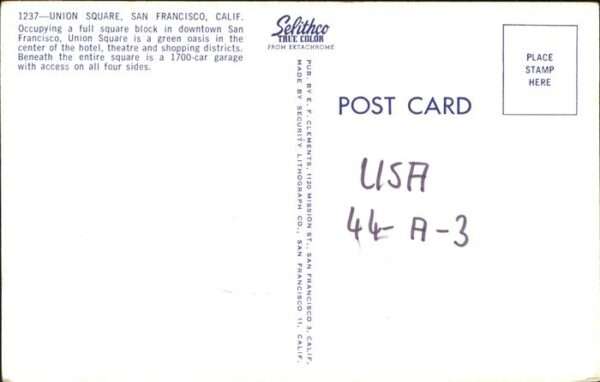 1237—UNION SQUARE, SAN FRANCISCO, CALIF.
Occupying a full square block in downtown San
Francisco, Union Square is a green oasis in the
center of the hotel, theatre and shopping districts.
Beneath the entire square is a 1700-car garage
with access on all four sides.
Selithco
TRUE COLOR
FROM EKTACHROME
PUB. BY E. F. CLEMENTS, 1120 MISSION ST., SAN FRANCISCO 3, CALIF.
MADE BY SECURITY LITHOGRAPH CO., SAN FRANCISCO 11, CALIF.
POST CARD
PLACE
STAMP
HERE
USA
44-A-3